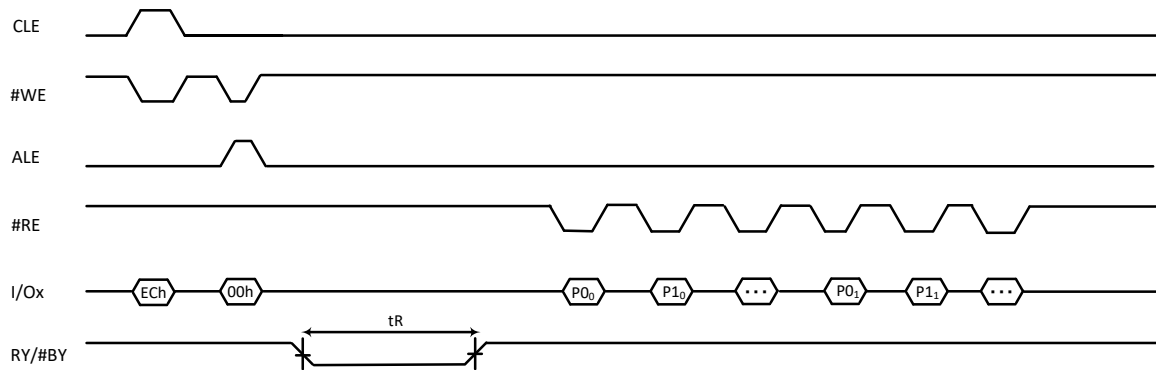 CLE
#WE
ALE
#RE
I/Ox ECh 00h P0₀ P1₀ ... P0₁ P1₁ ...
tR
RY/#BY